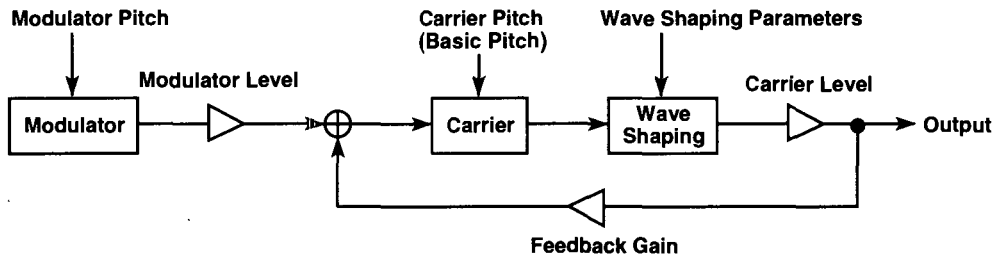 Modulator Pitch
Carrier Pitch
(Basic Pitch)
Wave Shaping Parameters
Modulator Level
Carrier Level
Modulator
Carrier
Wave
Shaping
Output
Feedback Gain